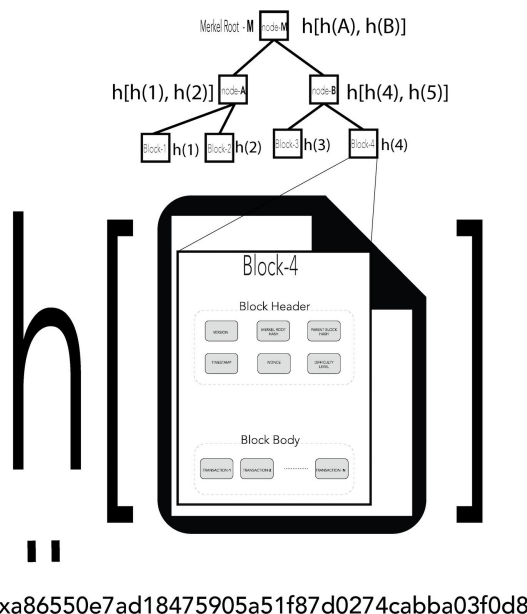 Merkel Root - M node-M h[h(A), h(B)]
h[h(1), h(2)] node-A node-B h[h(4), h(5)]
Block-1 h(1) Block-2 h(2) Block-3 h(3) Block-4 h(4)
h [ ]
Block-4
Block Header
VERSION MERKEL ROOT HASH PARENT BLOCK HASH
TIMESTAMP NONCE DIFFICULTY LEVEL
Block Body
TRANSACTION-1 TRANSACTION-2 ........... TRANSACTION-N
"
xa86550e7ad18475905a51f87d0274cabba03f0d8